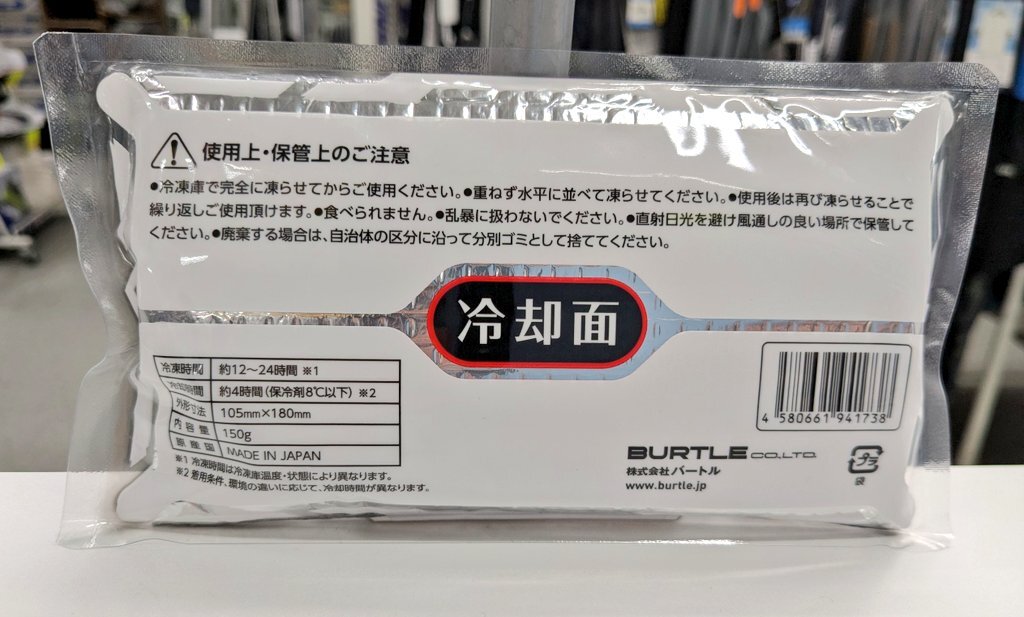 使用上・保管上のご注意
●冷凍庫で完全に凍らせてからご使用ください。●重ねず水平に並べて凍らせてください。●使用後は再び凍らせることで
繰り返しご使用頂けます。●食べられません。●乱暴に扱わないでください。●直射日光を避け風通しの良い場所で保管して
ください。●廃棄する場合は、自治体の区分に沿って分別ゴミとして捨ててください。
冷却面
冷凍時間 約12〜24時間 ※1
時間 約4時間（保冷剤8℃以下）※2
外形寸法 105mm×180mm
内容量 150g
原産国 MADE IN JAPAN
※1 冷凍時間は冷凍庫温度・状態により異なります。
※2 着用条件、環境の違いに応じて、冷却時間が異なります。
4 580661 941738
BURTLE CO.,LTD.
株式会社バートル
www.burtle.jp
プラ
袋